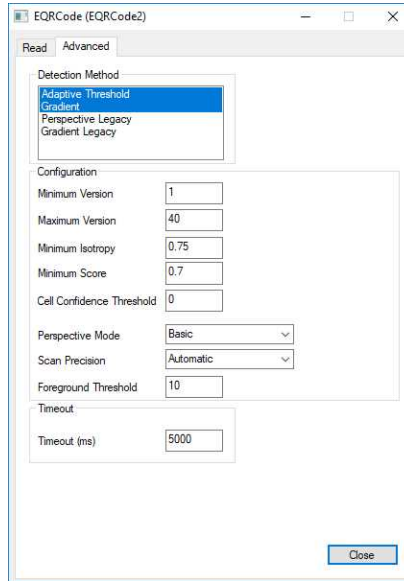 EQRCode (EQRCode2)
Read Advanced
Detection Method
Adaptive Threshold
Gradient
Perspective Legacy
Gradient Legacy
Configuration
Minimum Version 1
Maximum Version 40
Minimum Isotropy 0.75
Minimum Score 0.7
Cell Confidence Threshold 0
Perspective Mode Basic
Scan Precision Automatic
Foreground Threshold 10
Timeout
Timeout (ms) 5000
Close